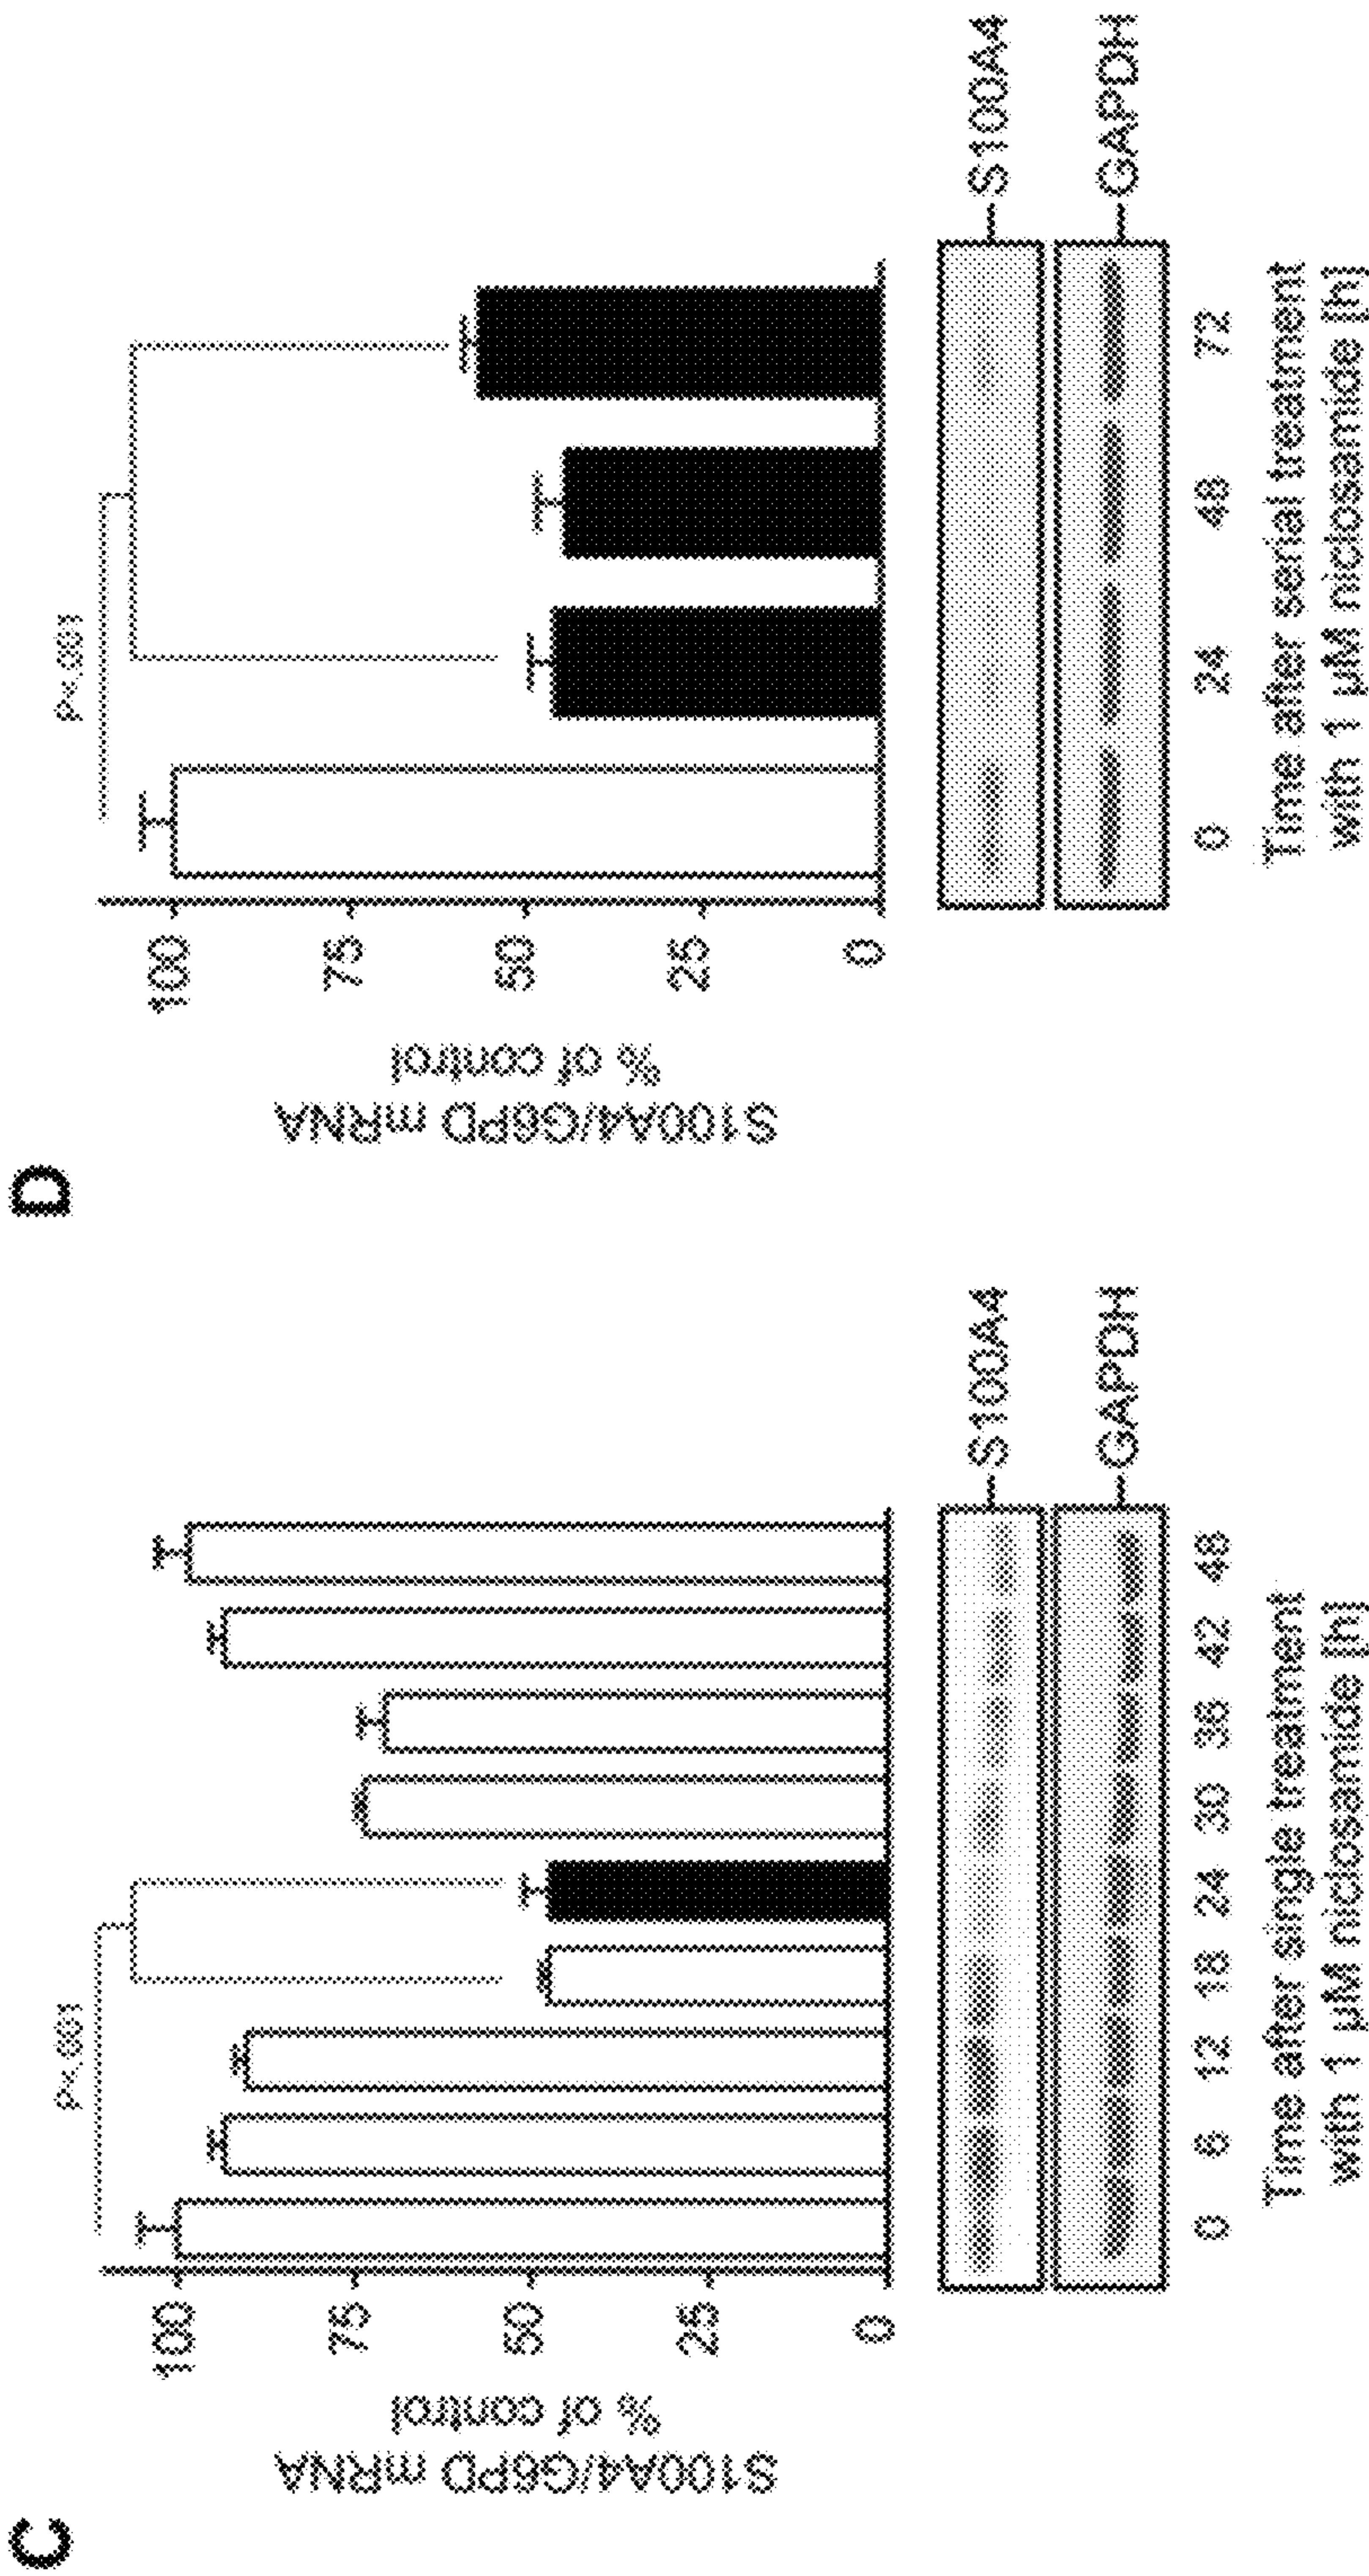 C
S100A4/G6PD mRNA
% of control
100
75
50
25
0
P<.001
S100A4
GAPDH
0 6 12 18 24 30 36 42 48
Time after single treatment
with 1 µM niclosamide [h]
D
S100A4/G6PD mRNA
% of control
100
75
50
25
0
P<.001
S100A4
GAPDH
0 24 48 72
Time after serial treatment
with 1 µM niclosamide [h]